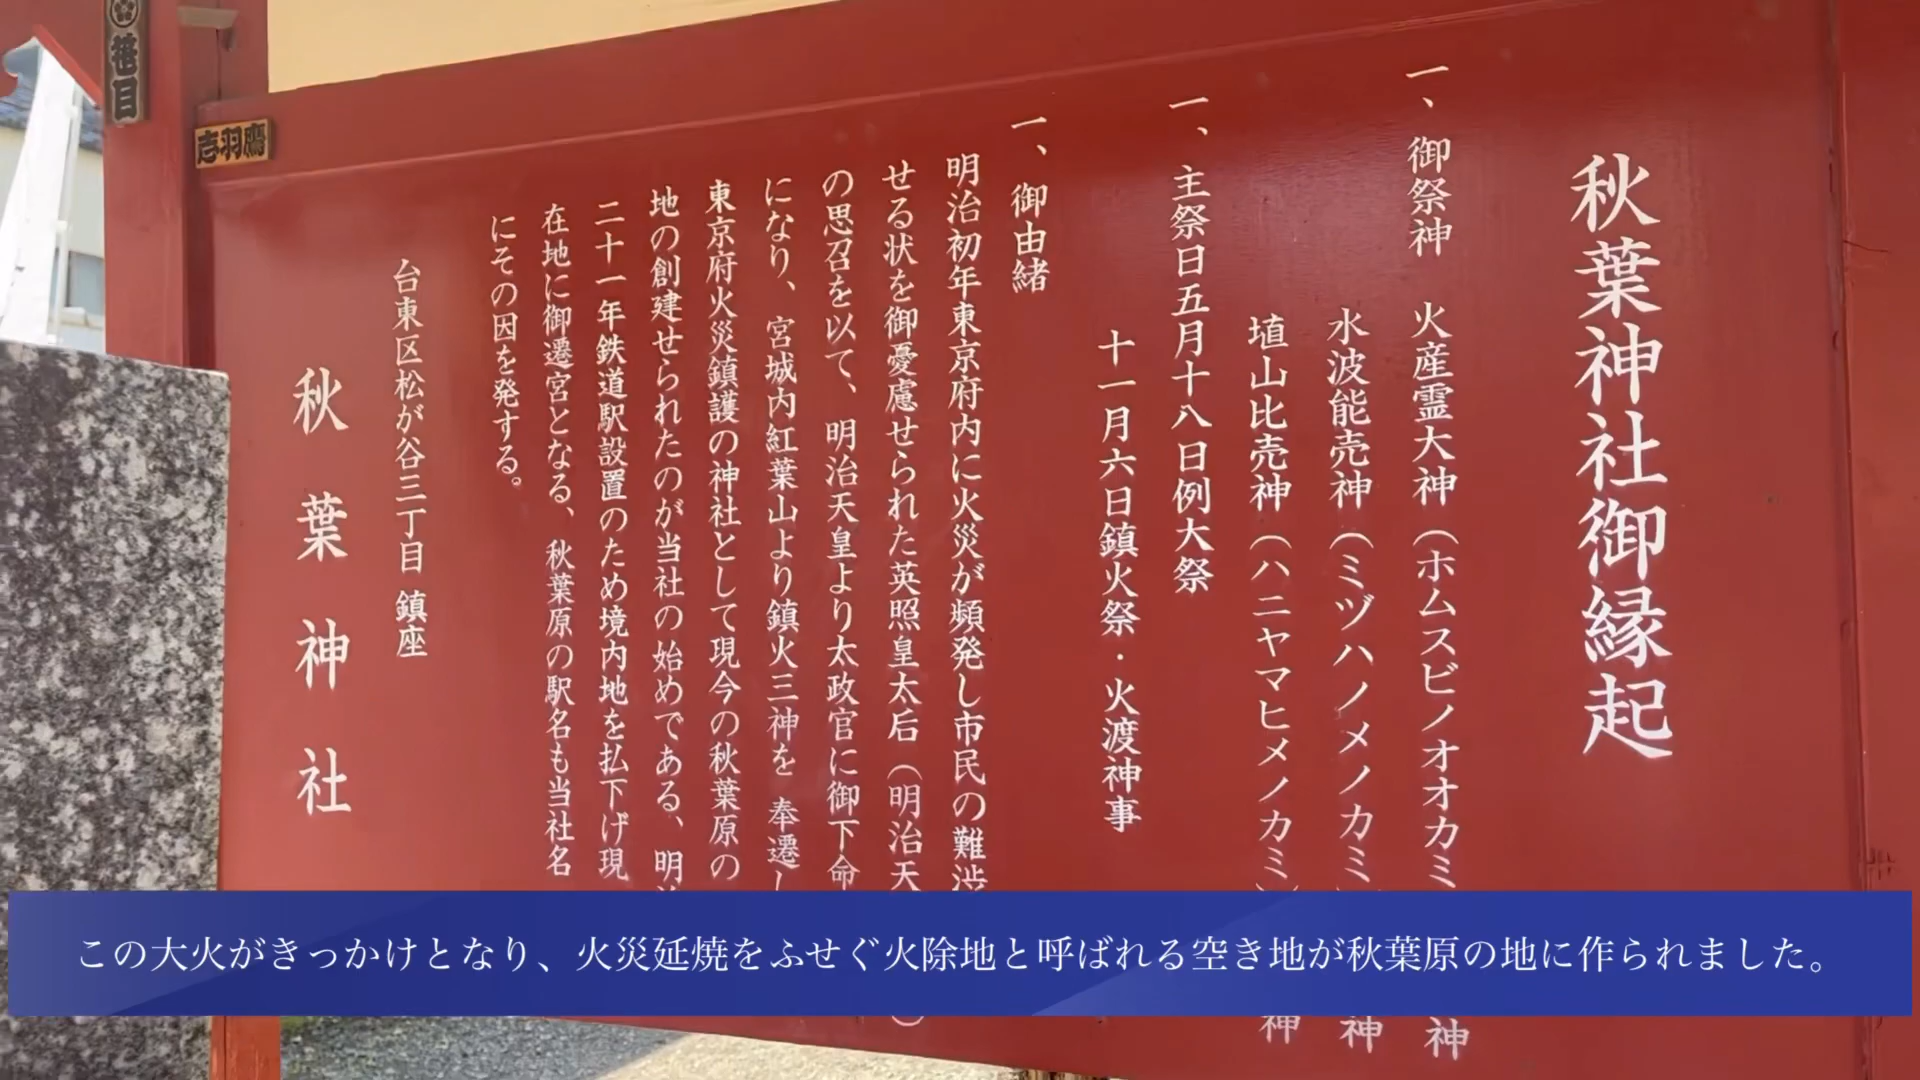 秋葉神社御縁起
一、御祭神 火産霊大神(ホムスビノオオカミ
神
水波能売神(ミヅハノメノカミ)
神
埴山比売神(ハニヤマヒメノカミ)
神
一、主祭日五月十八日例大祭
十一月六日鎮火祭・火渡神事
一、御由緒
明治初年東京府内に火災が頻発し市民の難渋
せる状を御憂慮せられた英照皇太后(明治天
)
の思召を以て、明治天皇より太政官に御下命
になり、宮城内紅葉山より鎮火三神を 奉遷し
東京府火災鎮護の神社として現今の秋葉原の
地の創建せられたのが当社の始めである、明治
二十一年鉄道駅設置のため境内地を払下げ現
在地に御遷宮となる、秋葉原の駅名も当社名
にその因を発する。
台東区松が谷三丁目 鎮座
秋葉神社
壱羽鷹
この大火がきっかけとなり、火災延焼をふせぐ火除地と呼ばれる空き地が秋葉原の地に作られました。